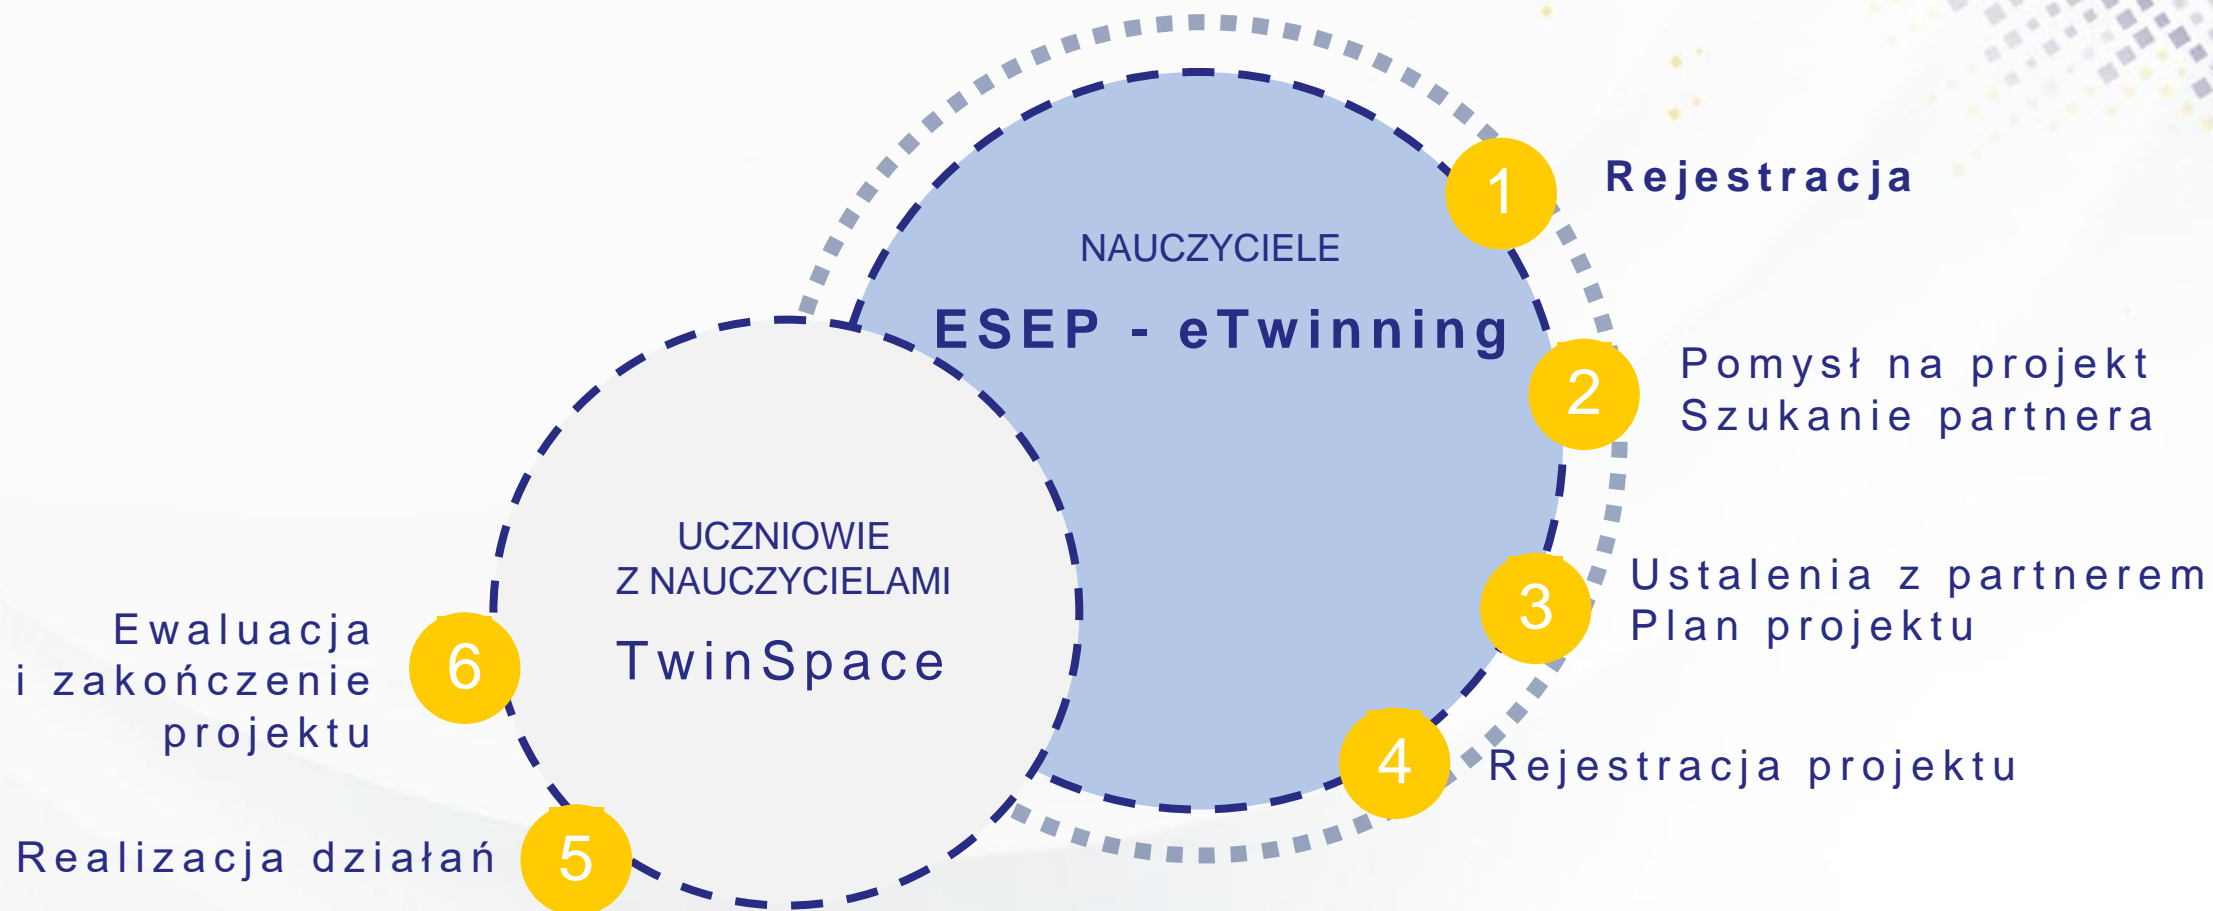 1
Rejestracja
NAUCZYCIELE
ESEP - eTwinning
2
Pomysł na projekt
Szukanie partnera
3
Ustalenia z partnerem
Plan projektu
4
Rejestracja projektu
UCZNIOWIE
Z NAUCZYCIELAMI
TwinSpace
5
Realizacja działań
6
Ewaluacja
i zakończenie
projektu